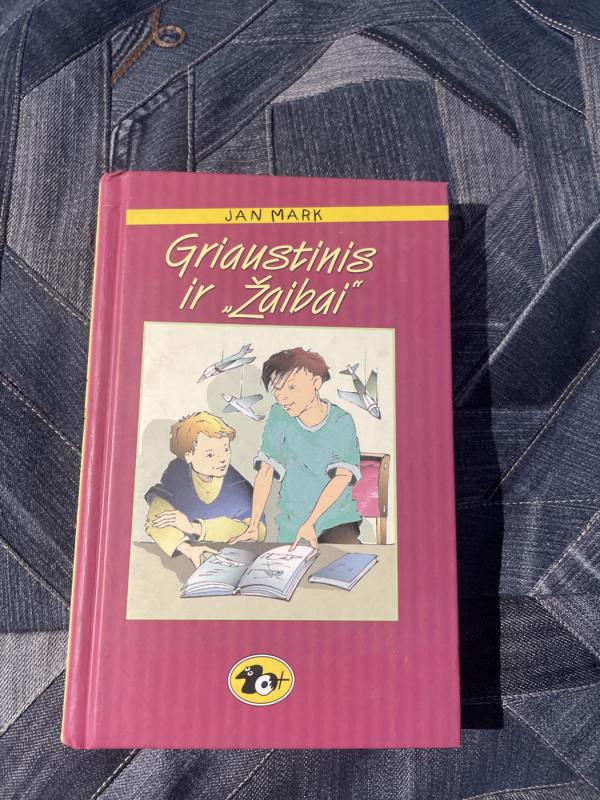 JAN MARK
Griaustinis
ir „Žaibai“